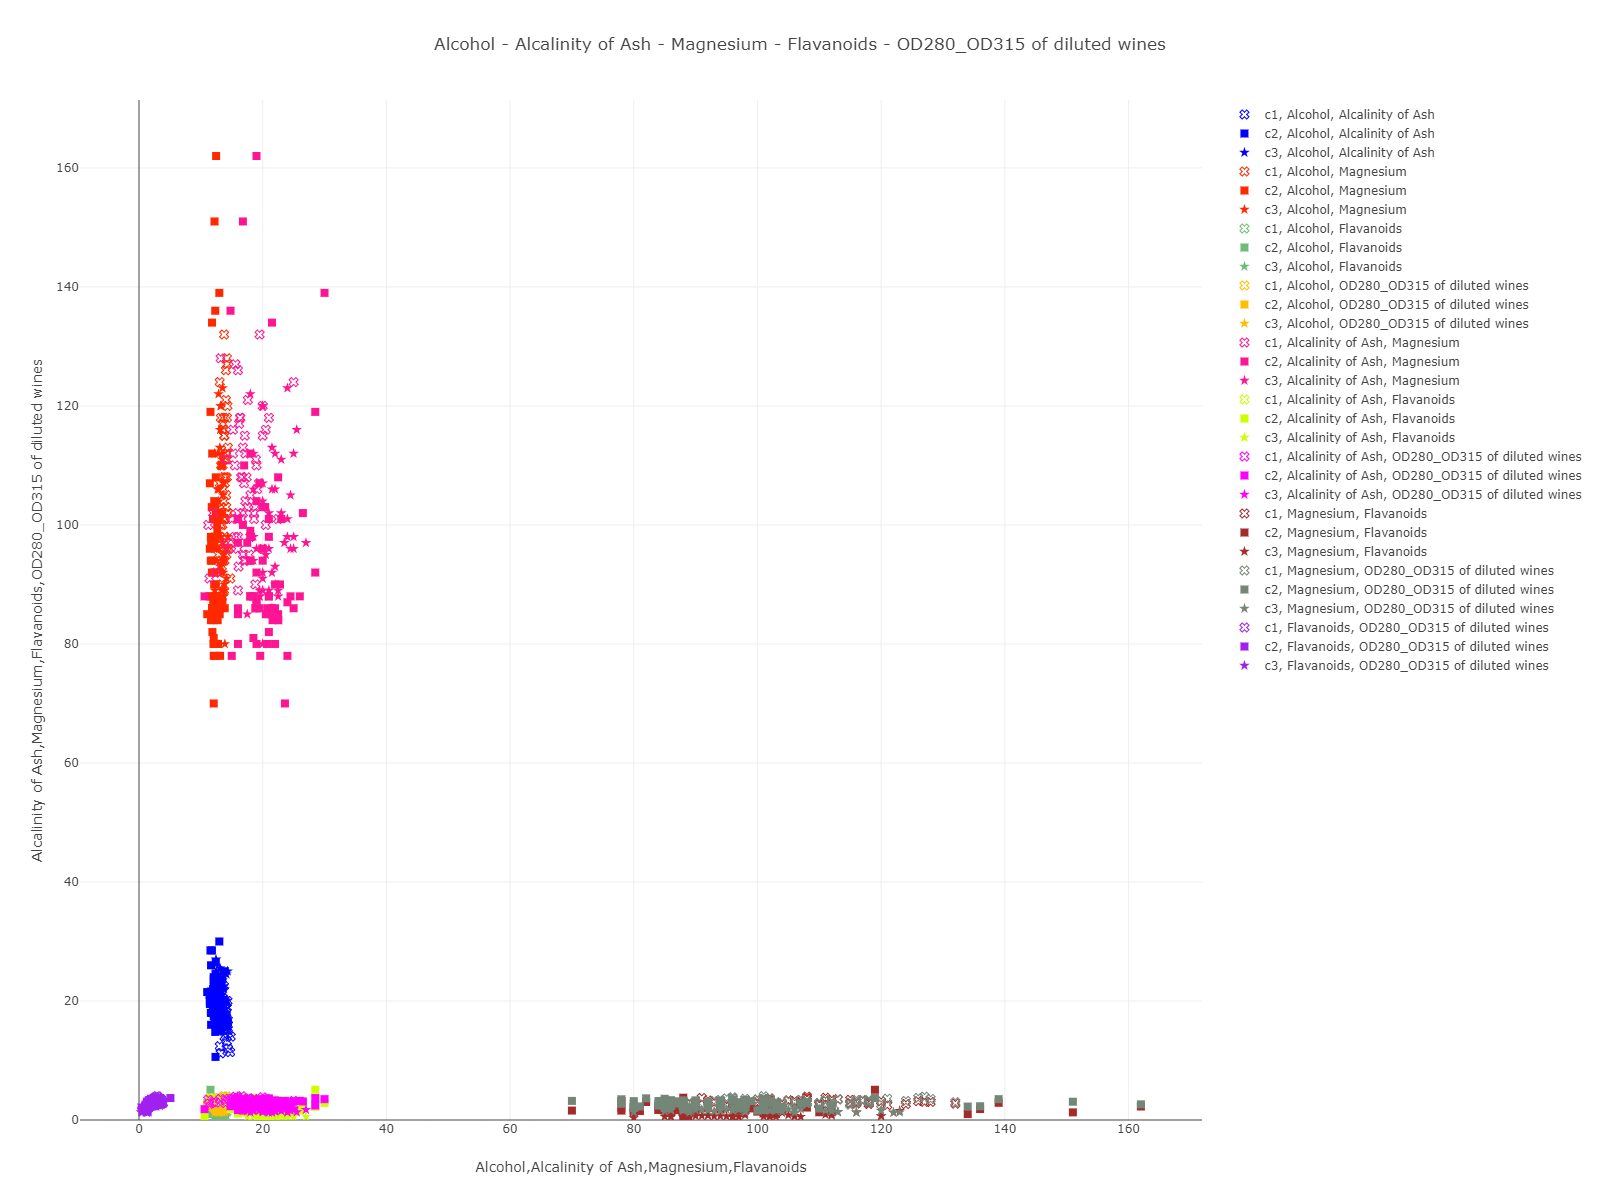 Alcohol - Alcalinity of Ash - Magnesium - Flavanoids - OD280_OD315 of diluted wines
Alcalinity of Ash,Magnesium,Flavanoids,OD280_OD315 of diluted wines
160
140
120
100
80
60
40
20
0
0
20
40
60
80
100
120
140
160
Alcohol,Alcalinity of Ash,Magnesium,Flavanoids
c1, Alcohol, Alcalinity of Ash
c2, Alcohol, Alcalinity of Ash
c3, Alcohol, Alcalinity of Ash
c1, Alcohol, Magnesium
c2, Alcohol, Magnesium
c3, Alcohol, Magnesium
c1, Alcohol, Flavanoids
c2, Alcohol, Flavanoids
c3, Alcohol, Flavanoids
c1, Alcohol, OD280_OD315 of diluted wines
c2, Alcohol, OD280_OD315 of diluted wines
c3, Alcohol, OD280_OD315 of diluted wines
c1, Alcalinity of Ash, Magnesium
c2, Alcalinity of Ash, Magnesium
c3, Alcalinity of Ash, Magnesium
c1, Alcalinity of Ash, Flavanoids
c2, Alcalinity of Ash, Flavanoids
c3, Alcalinity of Ash, Flavanoids
c1, Alcalinity of Ash, OD280_OD315 of diluted wines
c2, Alcalinity of Ash, OD280_OD315 of diluted wines
c3, Alcalinity of Ash, OD280_OD315 of diluted wines
c1, Magnesium, Flavanoids
c2, Magnesium, Flavanoids
c3, Magnesium, Flavanoids
c1, Magnesium, OD280_OD315 of diluted wines
c2, Magnesium, OD280_OD315 of diluted wines
c3, Magnesium, OD280_OD315 of diluted wines
c1, Flavanoids, OD280_OD315 of diluted wines
c2, Flavanoids, OD280_OD315 of diluted wines
c3, Flavanoids, OD280_OD315 of diluted wines